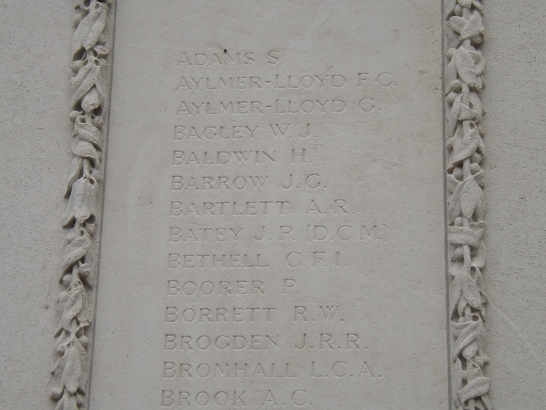 ADAMS S.
AYLMER-LLOYD F.C.
AYLMER-LLOYD G.
BAGLEY W.J.
BALDWIN H.
BARROW J.G.
BARTLETT A.R.
BATEY J.P. [D.C.M.]
BETHELL C.F.I.
BOORER P.
BORRETT R.W.
BROGDEN J.R.R.
BROMHALL L.C.A.
BROOK A.C.